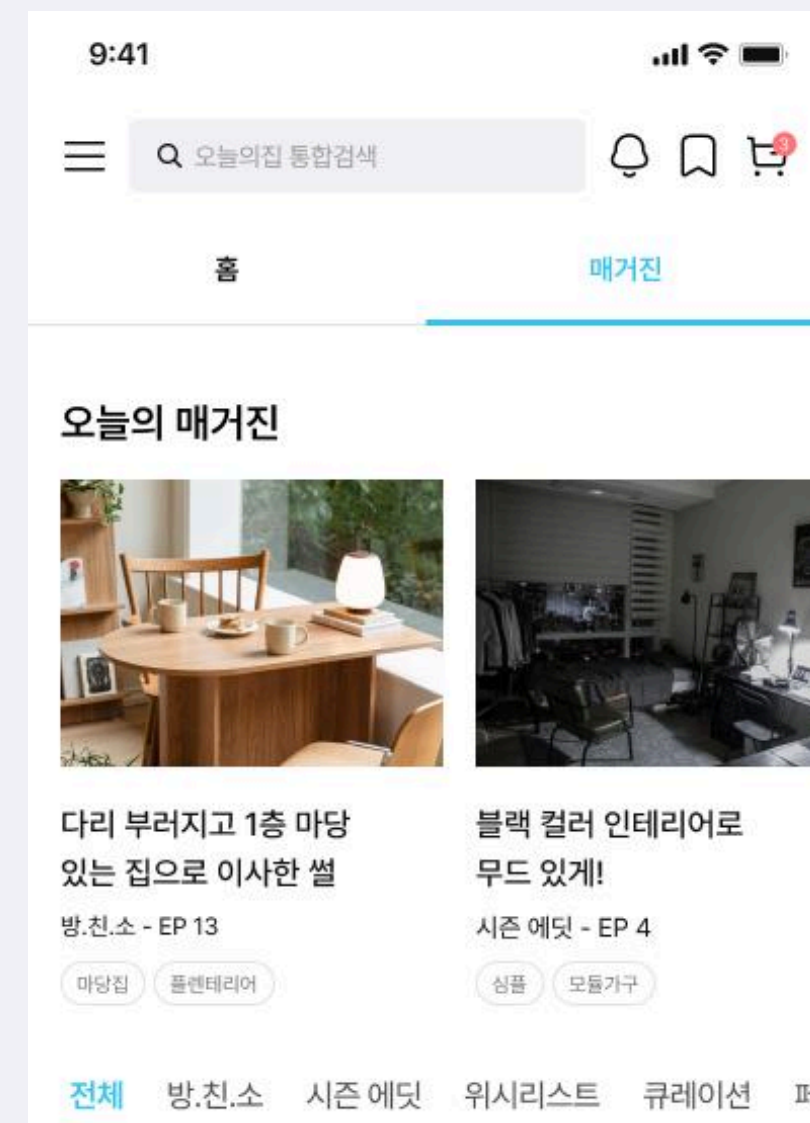 9:41
오늘의집 통합검색
3
홈
매거진
오늘의 매거진
다리 부러지고 1층 마당
있는 집으로 이사한 썰
방.친.소 - EP 13
마당집
플렌테리어
블랙 컬러 인테리어로
무드 있게!
시즌 에딧 - EP 4
심플
모듈가구
전체 방.친.소 시즌 에딧 위시리스트 큐레이션